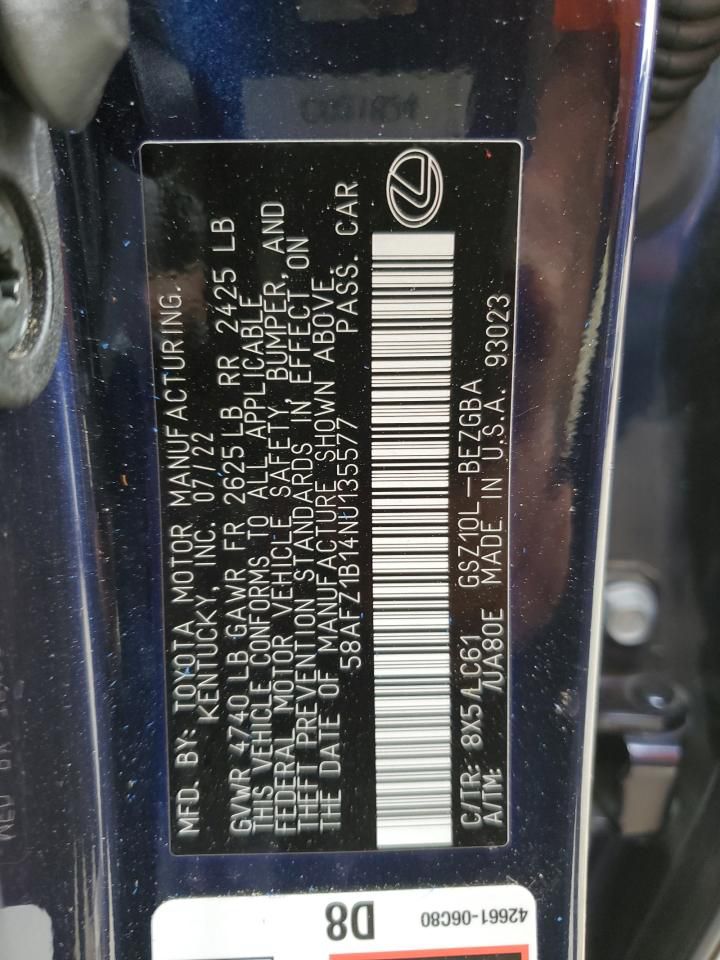 MFD. BY: TOYOTA MOTOR MANUFACTURING,
KENTUCKY, INC. 07/22
GVWR 4740 LB GAWR FR 2625 LB RR 2425 LB
THIS VEHICLE CONFORMS TO ALL APPLICABLE
FEDERAL MOTOR VEHICLE SAFETY, BUMPER, AND
THEFT PREVENTION STANDARDS IN EFFECT ON
THE DATE OF MANUFACTURE SHOWN ABOVE.
58AFZ1B14NU135577 PASS. CAR
C/TR: 8X5/LC61 GSZ10L-BEZGBA
A/TM: /UA80E MADE IN U.S.A. 93023
D8
42661-06C80